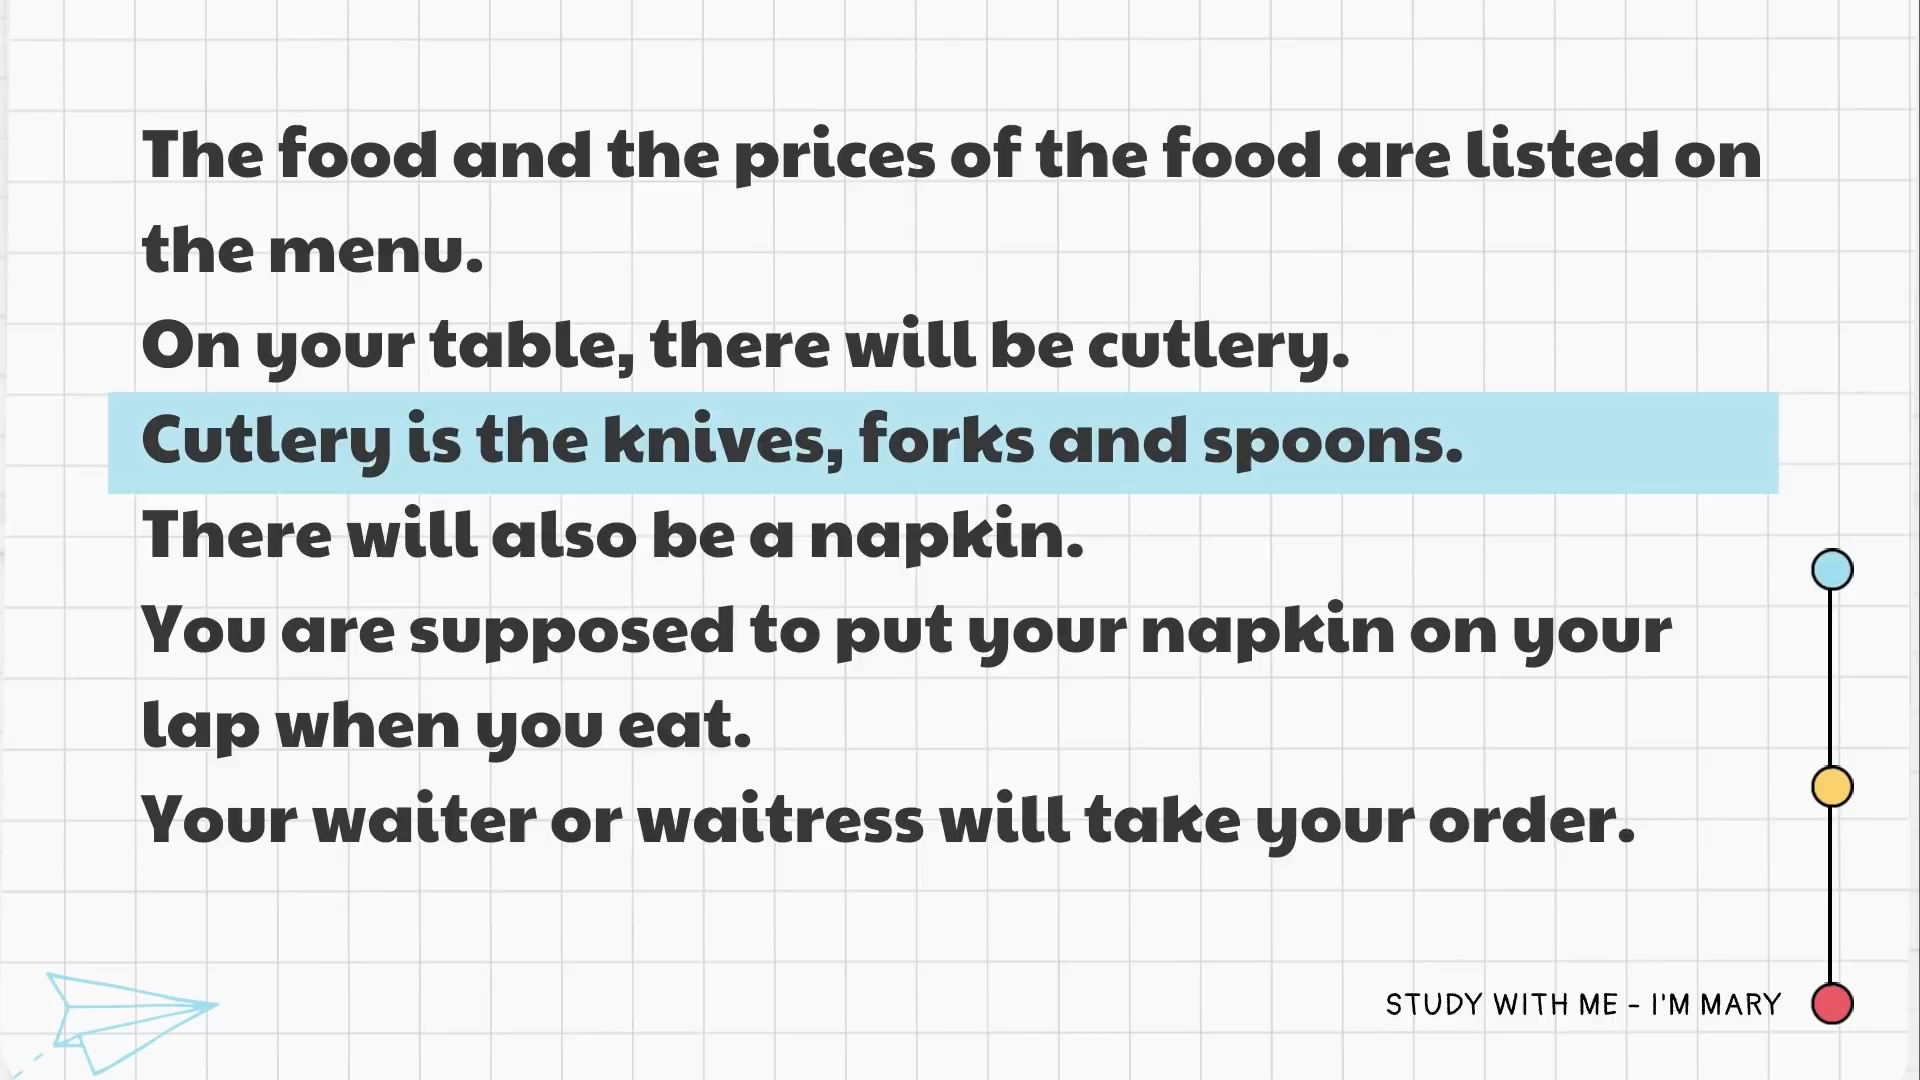 The food and the prices of the food are listed on
the menu.
On your table, there will be cutlery.
Cutlery is the knives, forks and spoons.
There will also be a napkin.
You are supposed to put your napkin on your
lap when you eat.
Your waiter or waitress will take your order.
STUDY WITH ME - I'M MARY